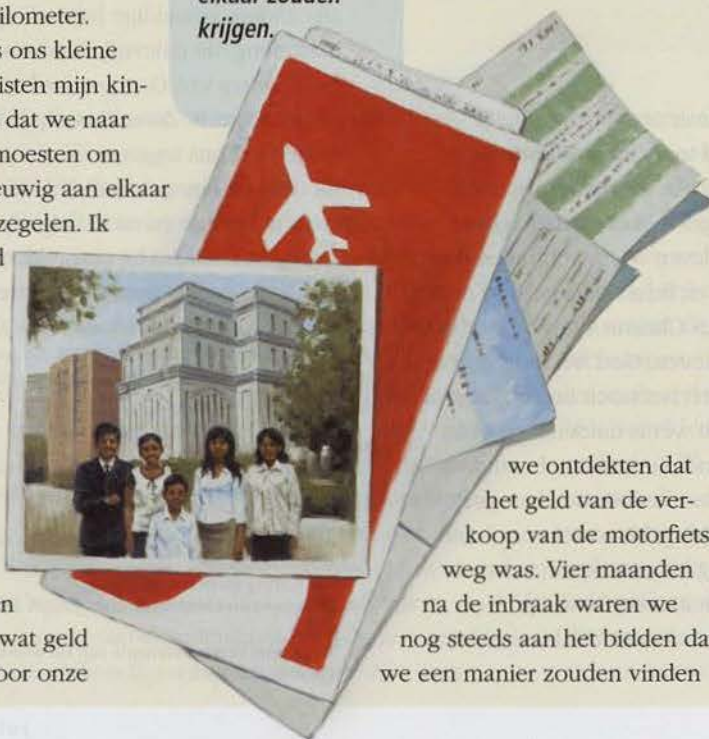 ilometer.
s ons kleine
isten mijn kin-
dat we naar
moesten om
euwig aan elkaar
zegelen. Ik
d
en
wat geld
oor onze
elkaar zouden
krijgen.
we ontdekten dat
het geld van de ver-
koop van de motorfiets
weg was. Vier maanden
na de inbraak waren we
nog steeds aan het bidden da
we een manier zouden vinden